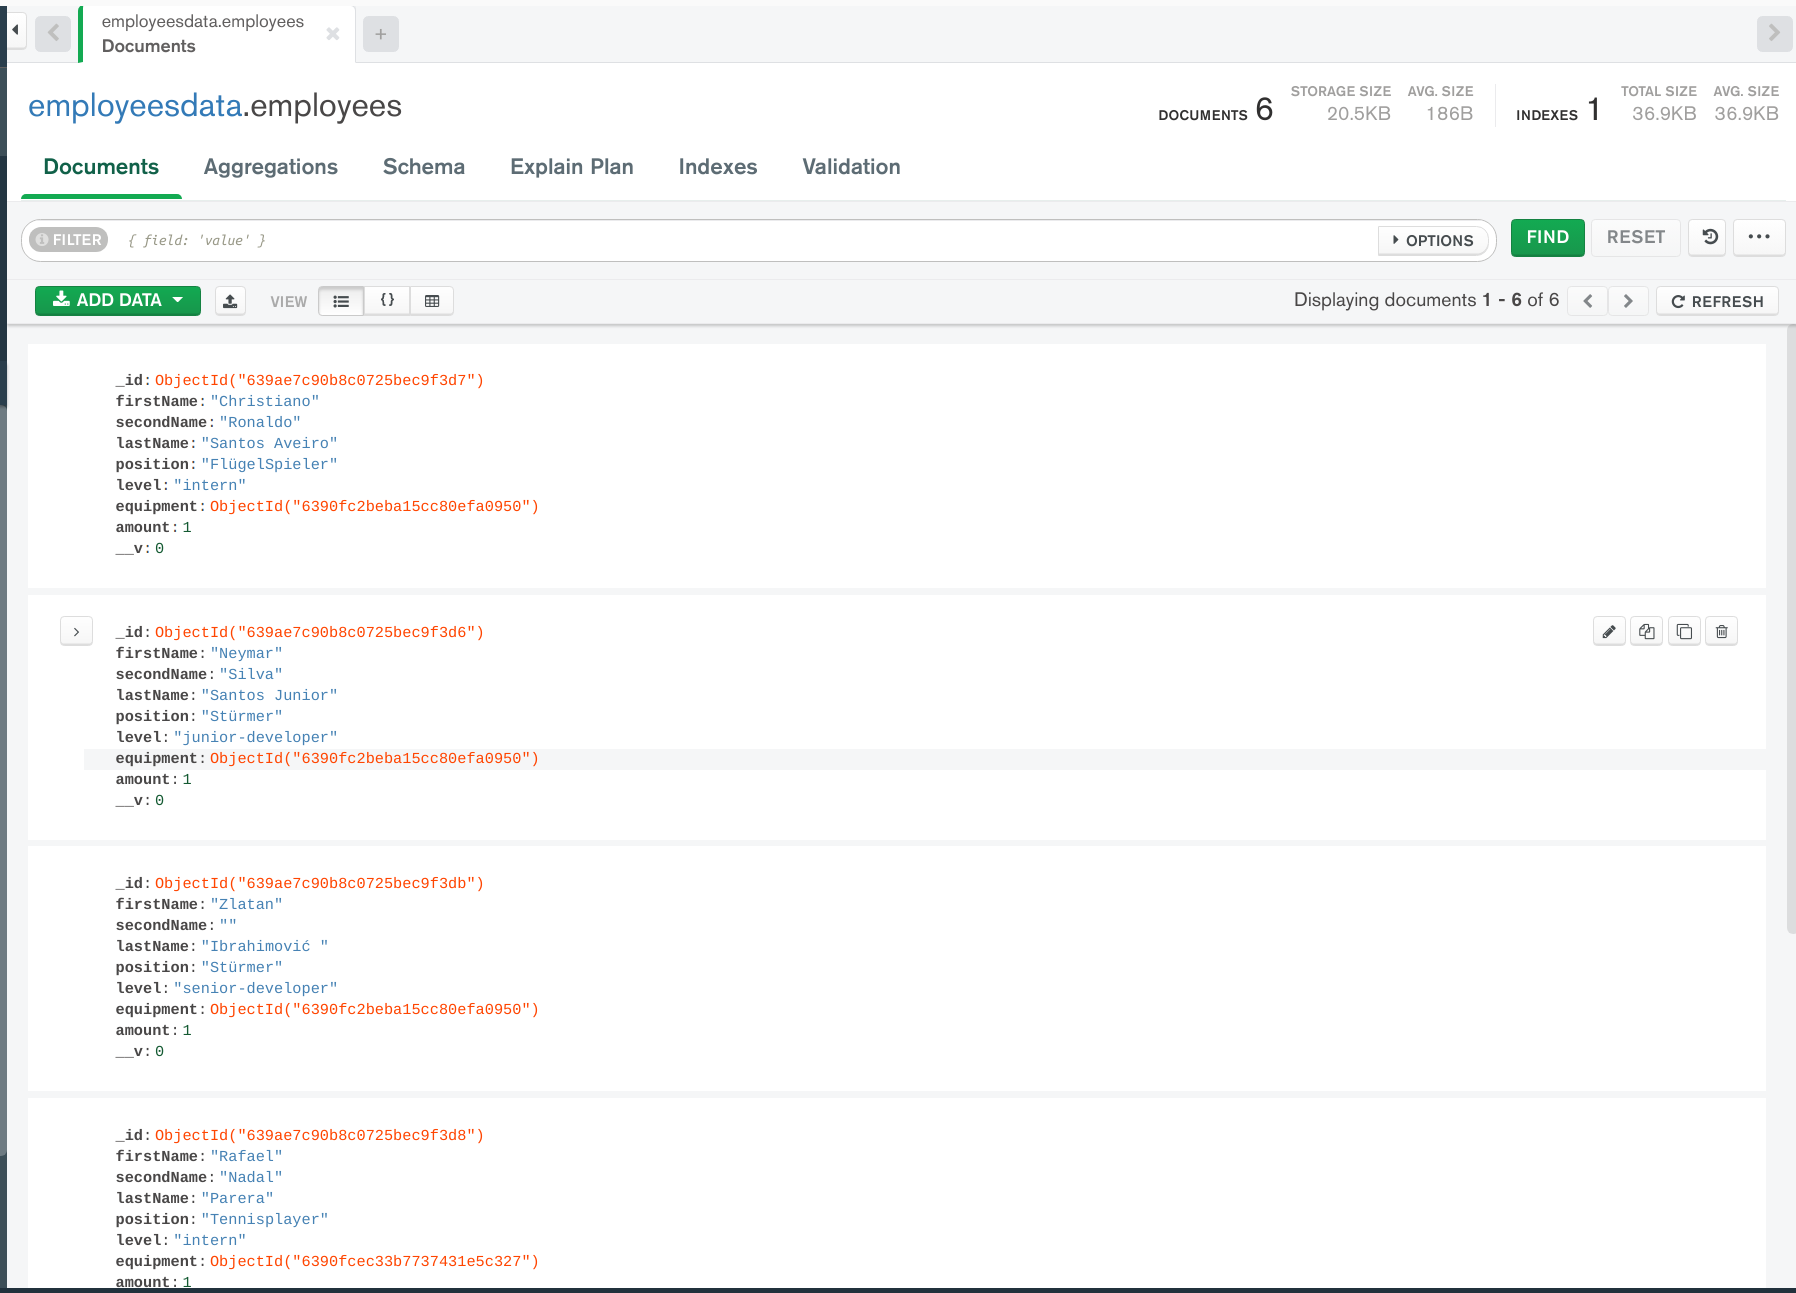 employeesdata.employees
Documents
employeesdata.employees
DOCUMENTS 6
STORAGE SIZE
20.5KB
AVG. SIZE
186B
INDEXES 1
TOTAL SIZE
36.9KB
AVG. SIZE
36.9KB
Documents Aggregations Schema Explain Plan Indexes Validation
FILTER { field: 'value' } OPTIONS FIND RESET
ADD DATA VIEW {} Displaying documents 1 - 6 of 6 REFRESH
_id: ObjectId("639ae7c90b8c0725bec9f3d7")
firstName: "Christiano"
secondName: "Ronaldo"
lastName: "Santos Aveiro"
position: "FlügelSpieler"
level: "intern"
equipment: ObjectId("6390fc2beba15cc80efa0950")
amount: 1
__v: 0
_id: ObjectId("639ae7c90b8c0725bec9f3d6")
firstName: "Neymar"
secondName: "Silva"
lastName: "Santos Junior"
position: "Stürmer"
level: "junior-developer"
equipment: ObjectId("6390fc2beba15cc80efa0950")
amount: 1
__v: 0
_id: ObjectId("639ae7c90b8c0725bec9f3db")
firstName: "Zlatan"
secondName: ""
lastName: "Ibrahimović "
position: "Stürmer"
level: "senior-developer"
equipment: ObjectId("6390fc2beba15cc80efa0950")
amount: 1
__v: 0
_id: ObjectId("639ae7c90b8c0725bec9f3d8")
firstName: "Rafael"
secondName: "Nadal"
lastName: "Parera"
position: "Tennisplayer"
level: "intern"
equipment: ObjectId("6390fcec33b7737431e5c327")
amount: 1